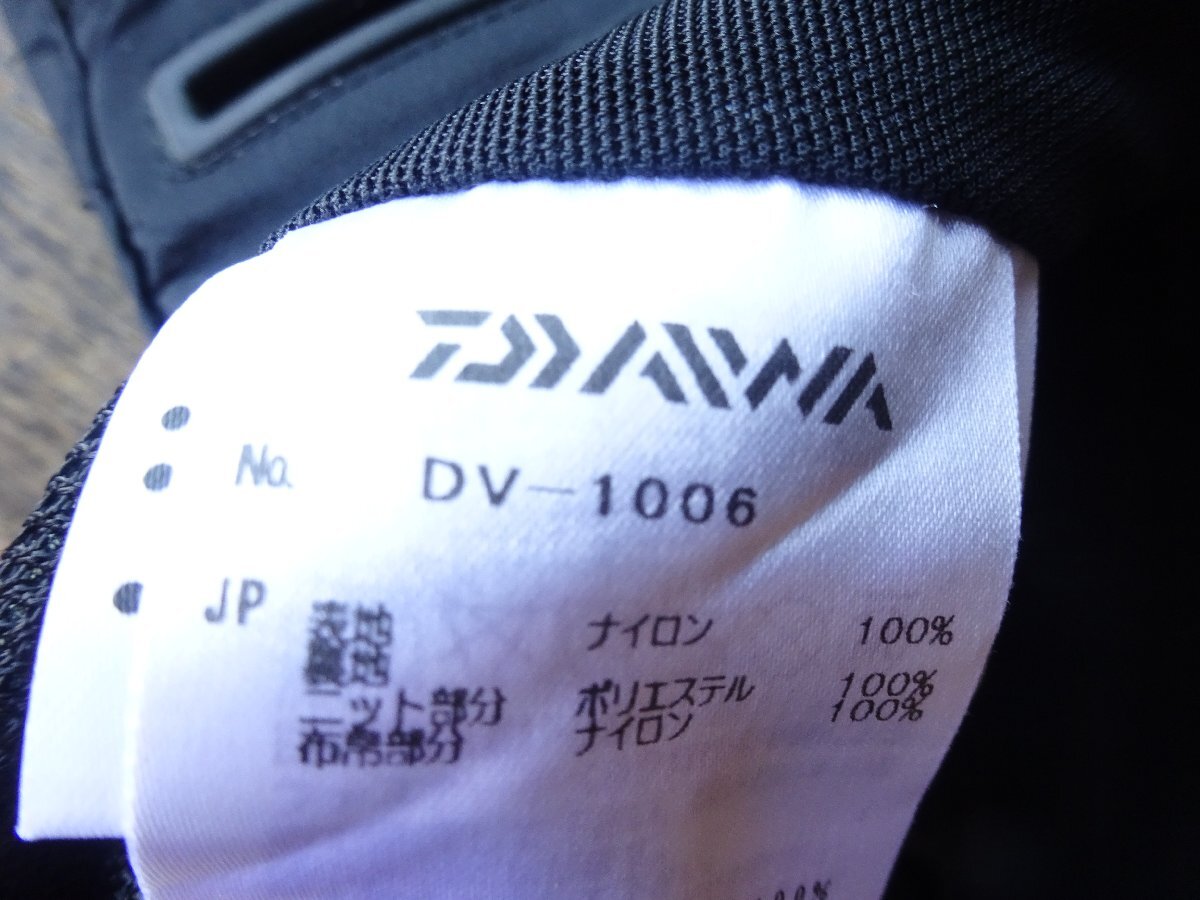 DAIWA
No. DV-1006
JP 表地 ナイロン 100%
裏地
ニット部分 ポリエステル 100%
布帛部分 ナイロン 100%